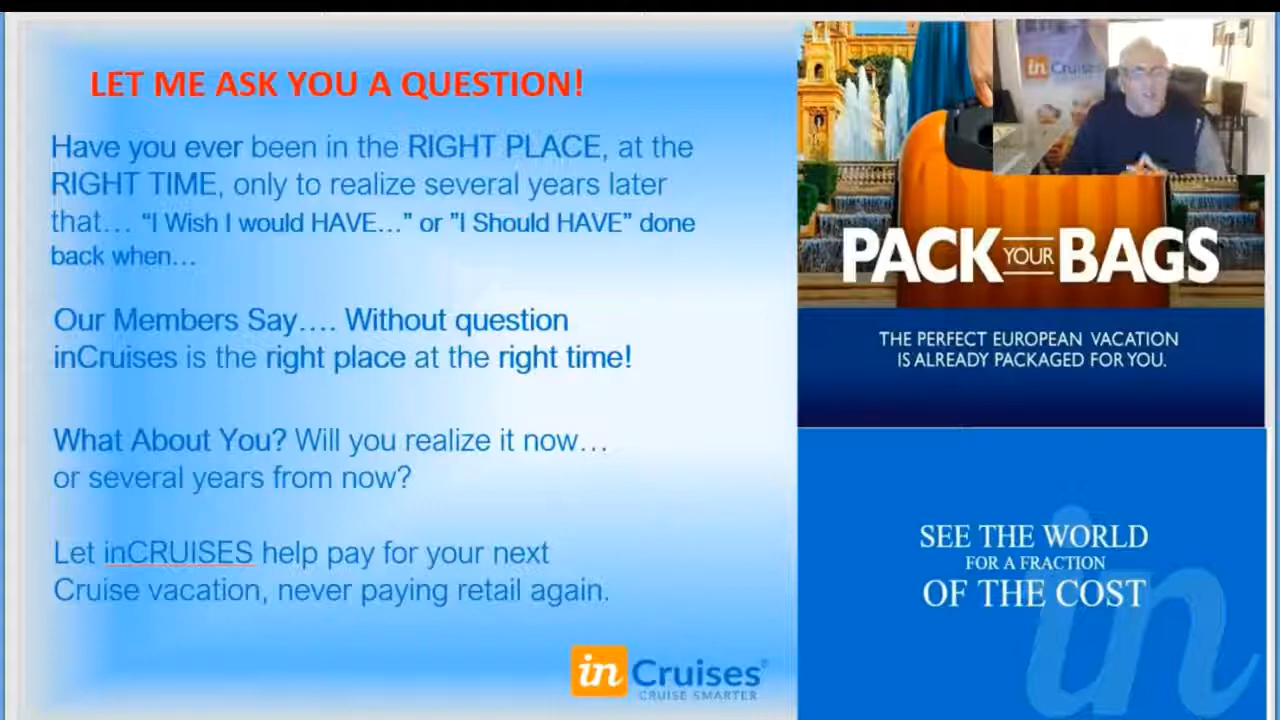 LET ME ASK YOU A QUESTION!
Have you ever been in the RIGHT PLACE, at the
RIGHT TIME, only to realize several years later
that... “I Wish I would HAVE...” or ”I Should HAVE” done
back when...
Our Members Say.... Without question
inCruises is the right place at the right time!
What About You? Will you realize it now...
or several years from now?
Let inCRUISES help pay for your next
Cruise vacation, never paying retail again.
in Cruises®
CRUISE SMARTER
in Cruises
PACK YOUR BAGS
THE PERFECT EUROPEAN VACATION
IS ALREADY PACKAGED FOR YOU.
SEE THE WORLD
FOR A FRACTION
OF THE COST
in